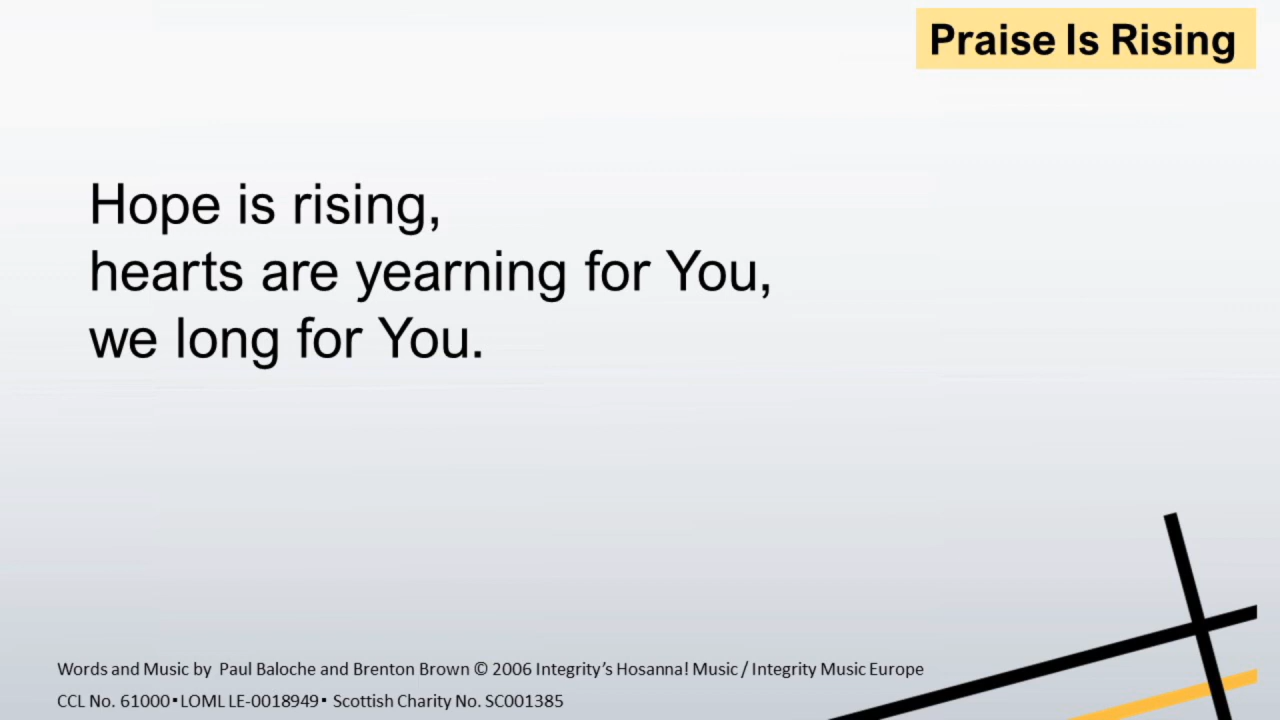 Praise Is Rising
Hope is rising,
hearts are yearning for You,
we long for You.
Words and Music by Paul Baloche and Brenton Brown © 2006 Integrity’s Hosanna! Music / Integrity Music Europe
CCL No. 61000▪LOML LE-0018949▪ Scottish Charity No. SC001385